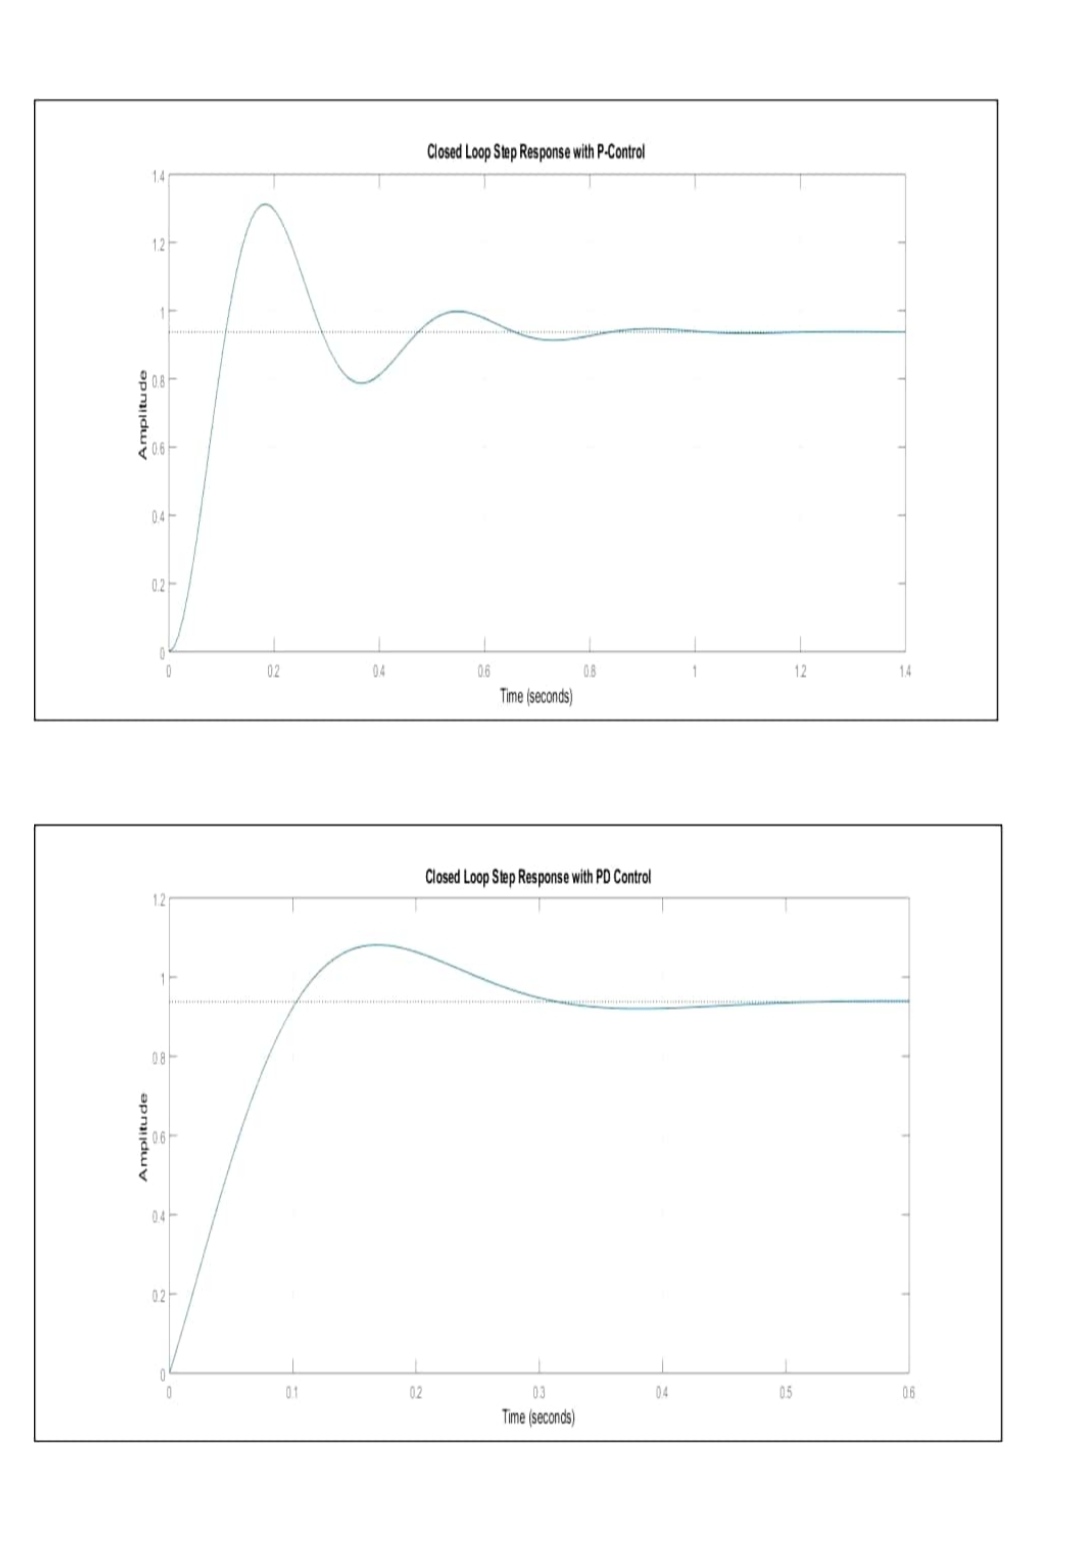 Closed Loop Step Response with P-Control
1.4
1.2
1
0.8
0.6
0.4
0.2
0
Amplitude
0 0.2 0.4 0.6 0.8 1 1.2 1.4
Time (seconds)
Closed Loop Step Response with PD Control
1.2
1
0.8
0.6
0.4
0.2
0
Amplitude
0 0.1 0.2 0.3 0.4 0.5 0.6
Time (seconds)